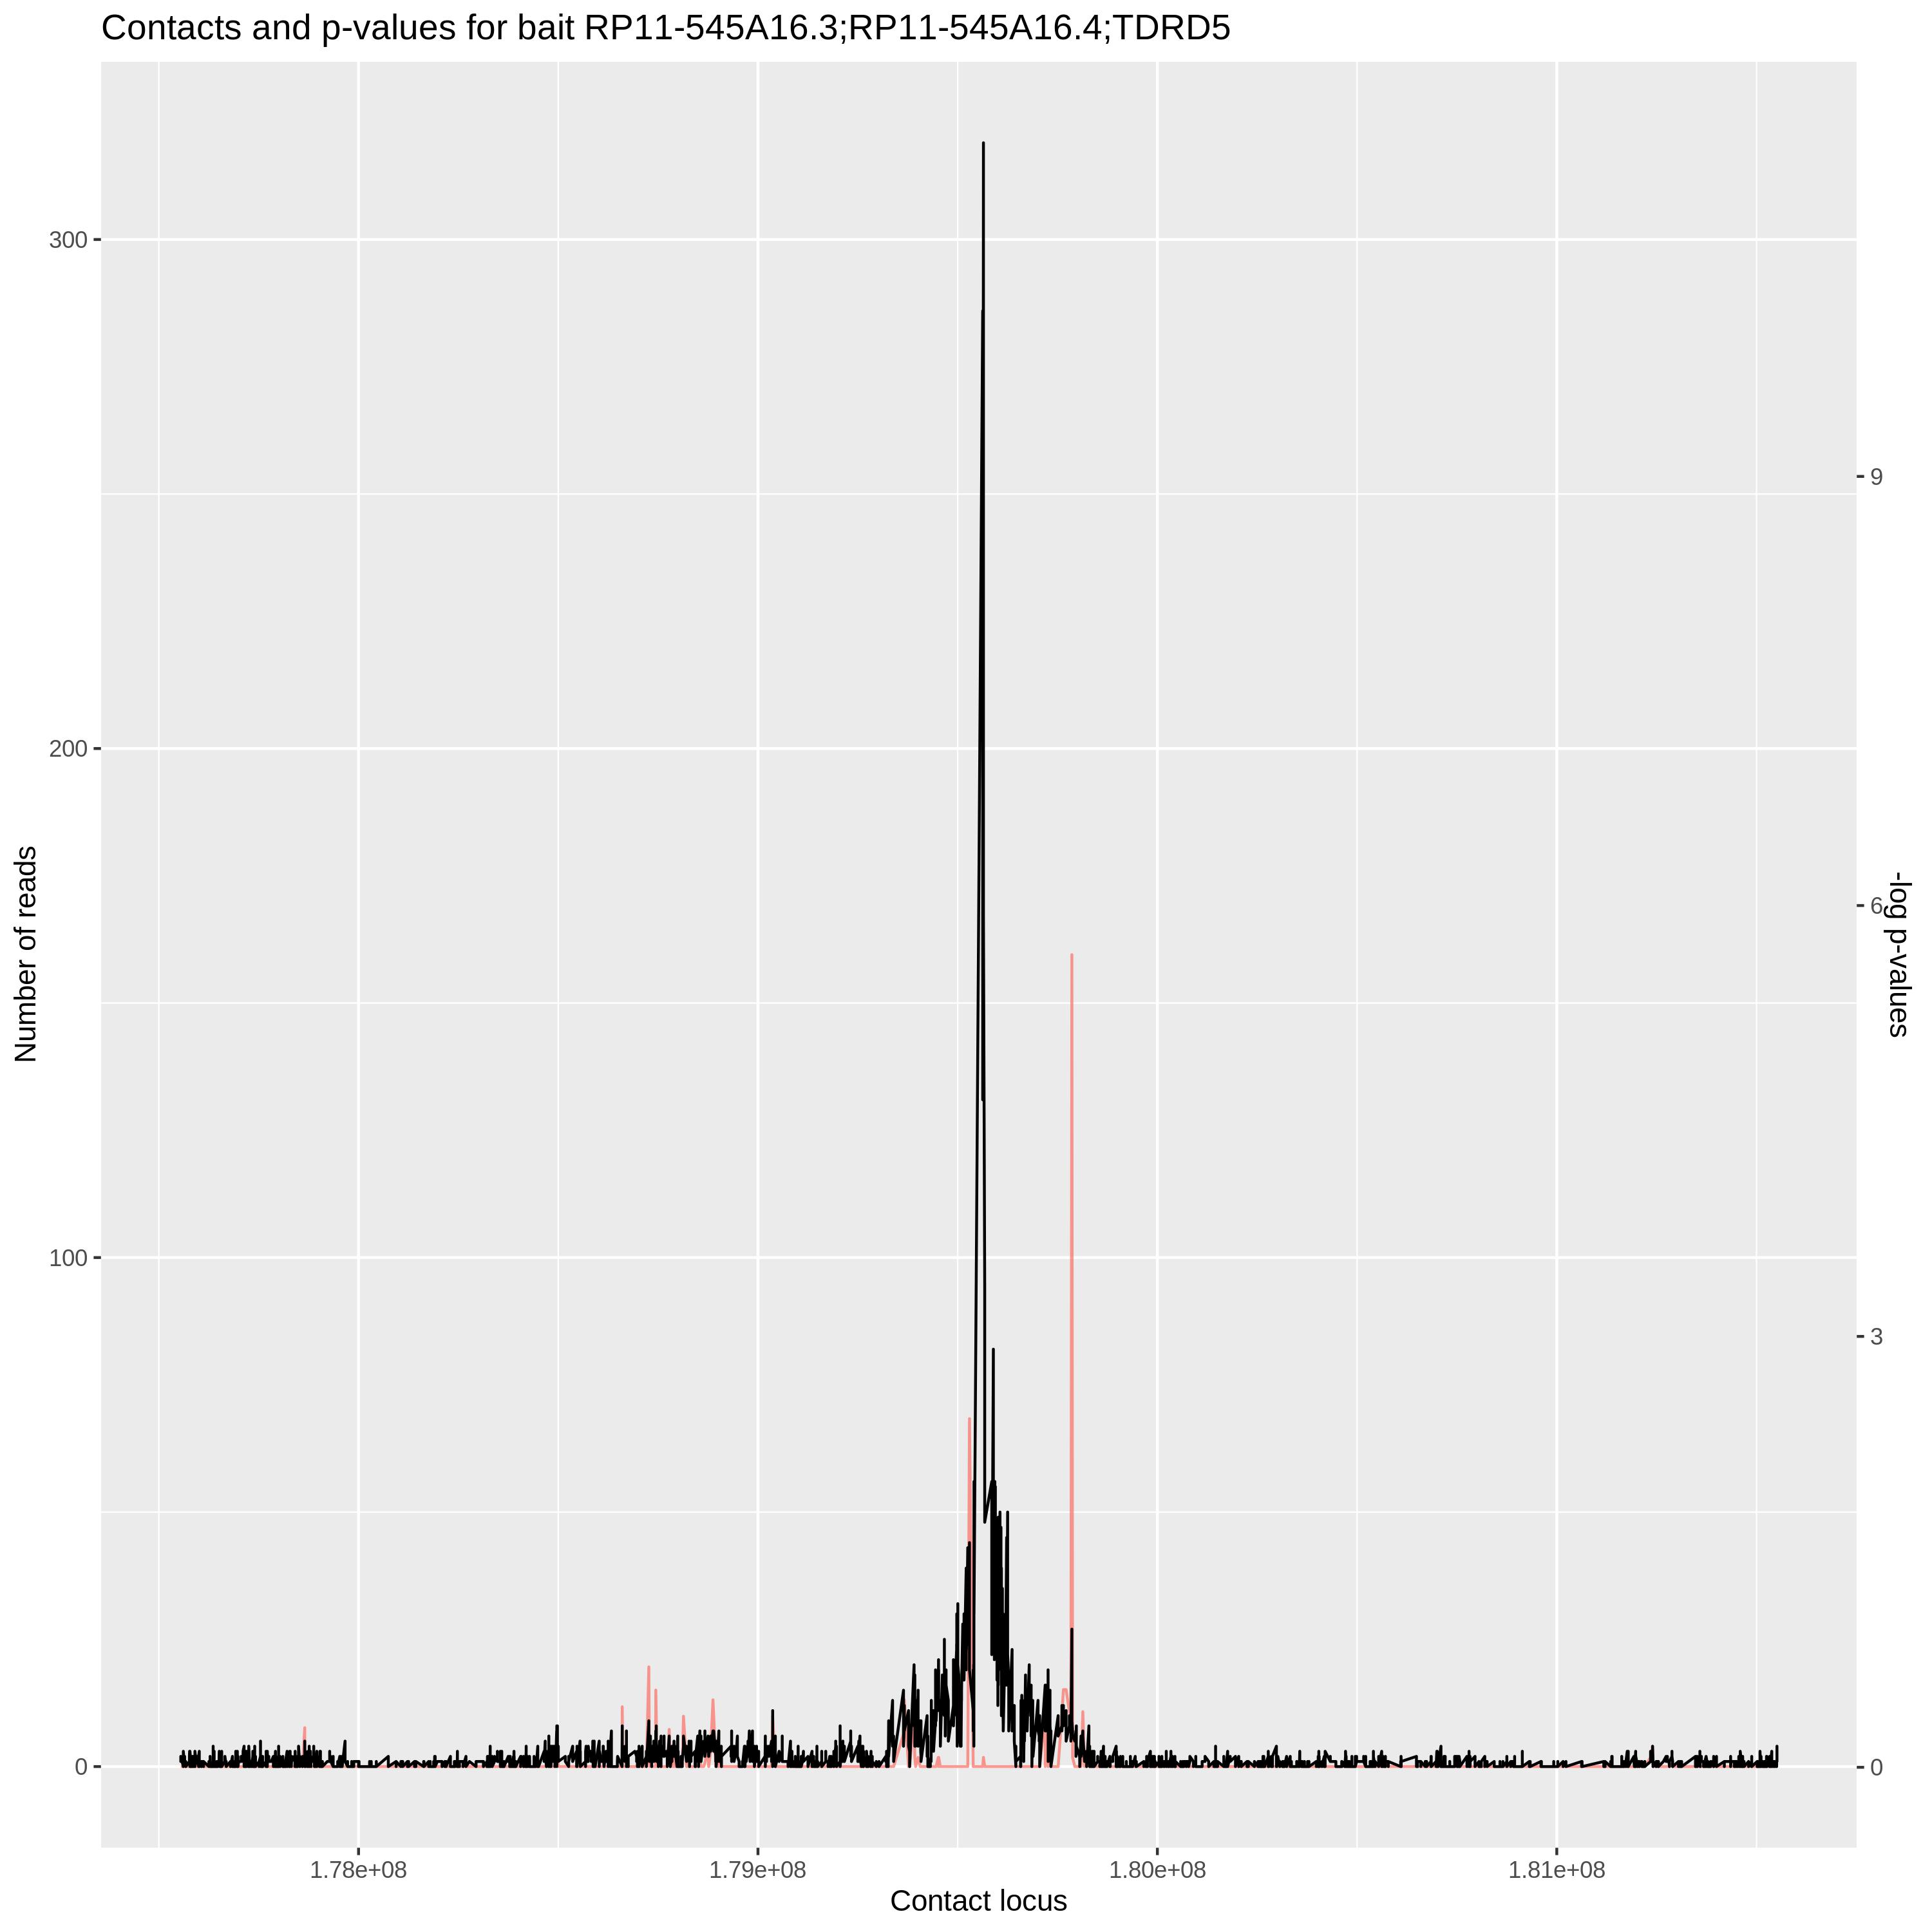 Contacts and p-values for bait RP11-545A16.3;RP11-545A16.4;TDRD5
300
200
100
0
Number of reads
9
6
3
0
-log p-values
1.78e+08 1.79e+08 1.80e+08 1.81e+08
Contact locus